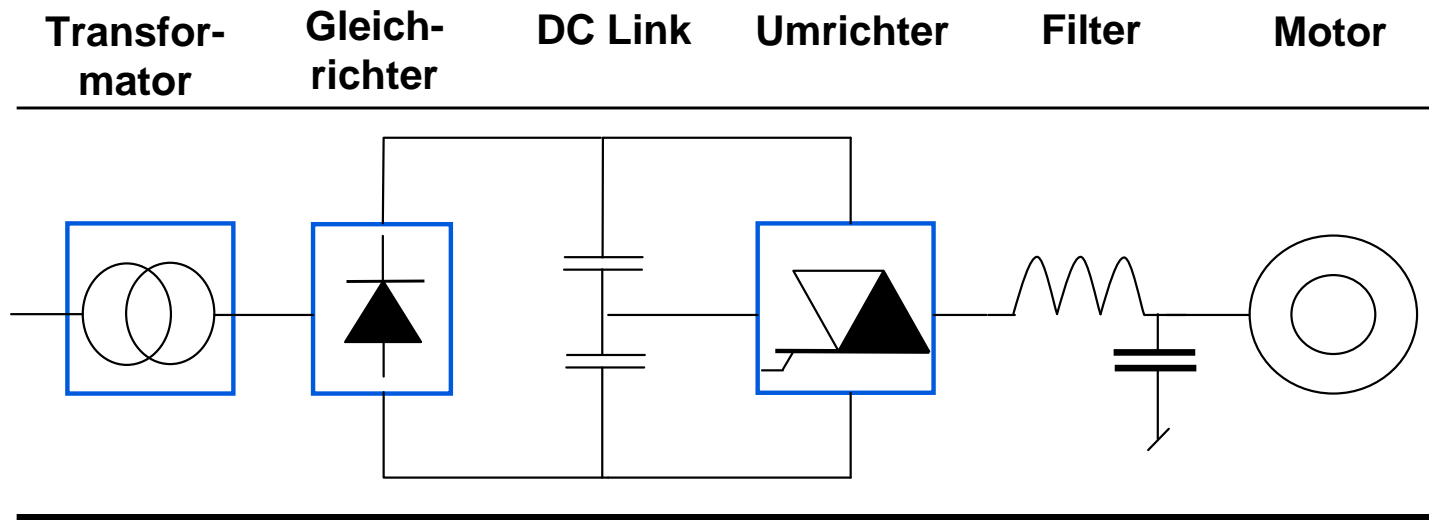 Transfor-
mator
Gleich-
richter
DC Link
Umrichter
Filter
Motor